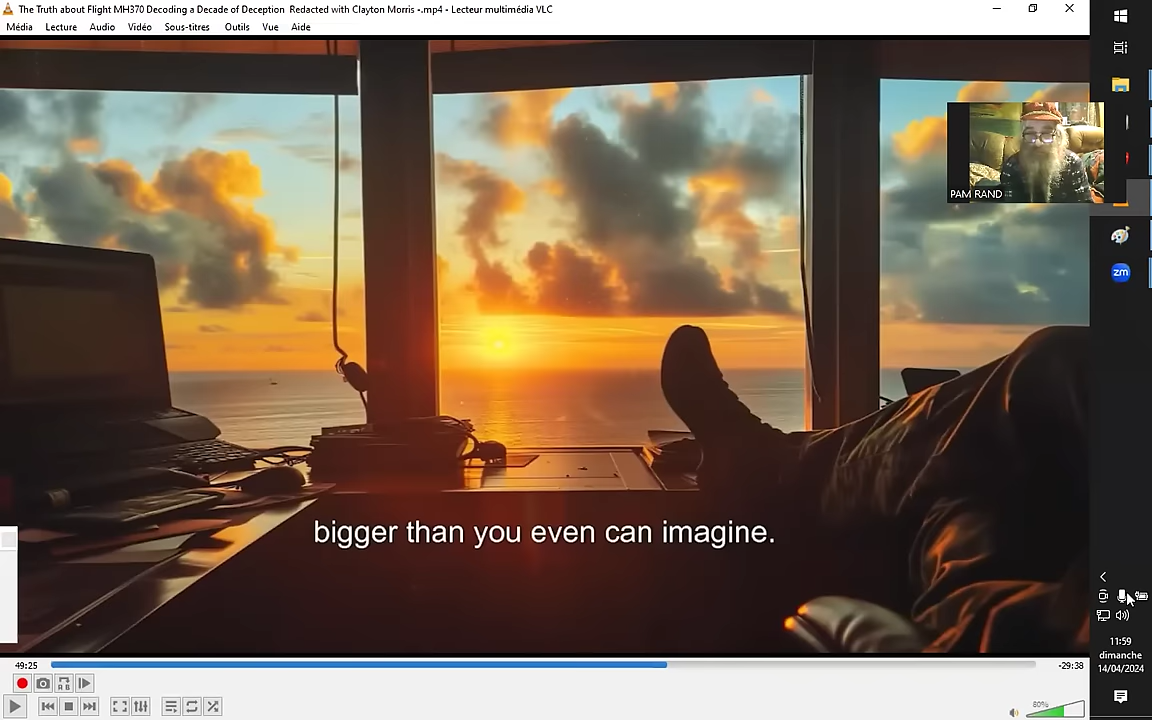 The Truth about Flight MH370 Decoding a Decade of Deception  Redacted with Clayton Morris -.mp4 - Lecteur multimédia VLC
Média Lecture Audio Vidéo Sous-titres Outils Vue Aide
PAM RAND
zm
bigger than you even can imagine.
11:59
dimanche
14/04/2024
49:25
-29:38
80%